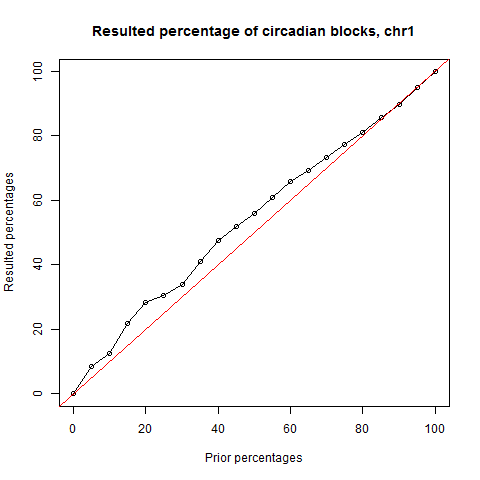 Resulted percentage of circadian blocks, chr1
Resulted percentages
100
80
60
40
20
0
0 20 40 60 80 100
Prior percentages